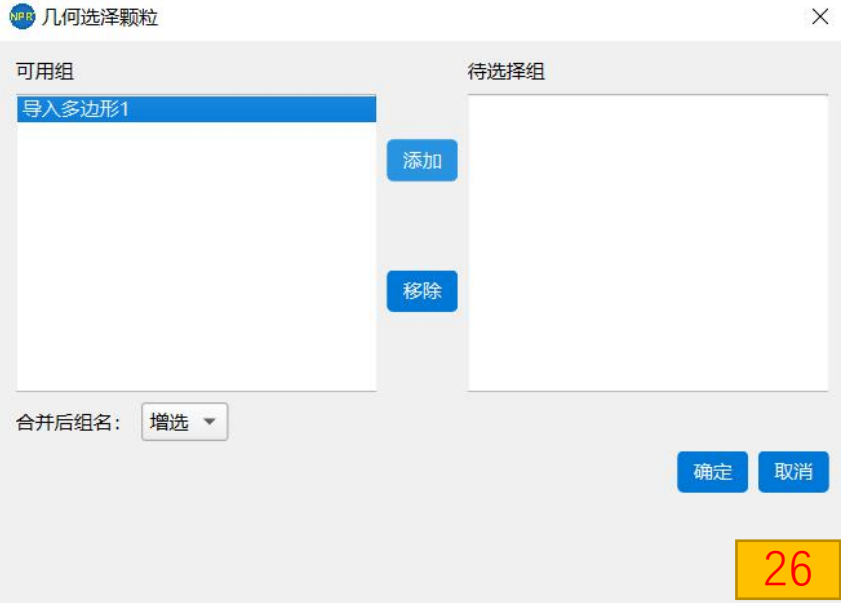 NPR 几何选择颗粒
可用组
待选择组
导入多边形1
添加
移除
合并后组名：
增选
确定
取消
26